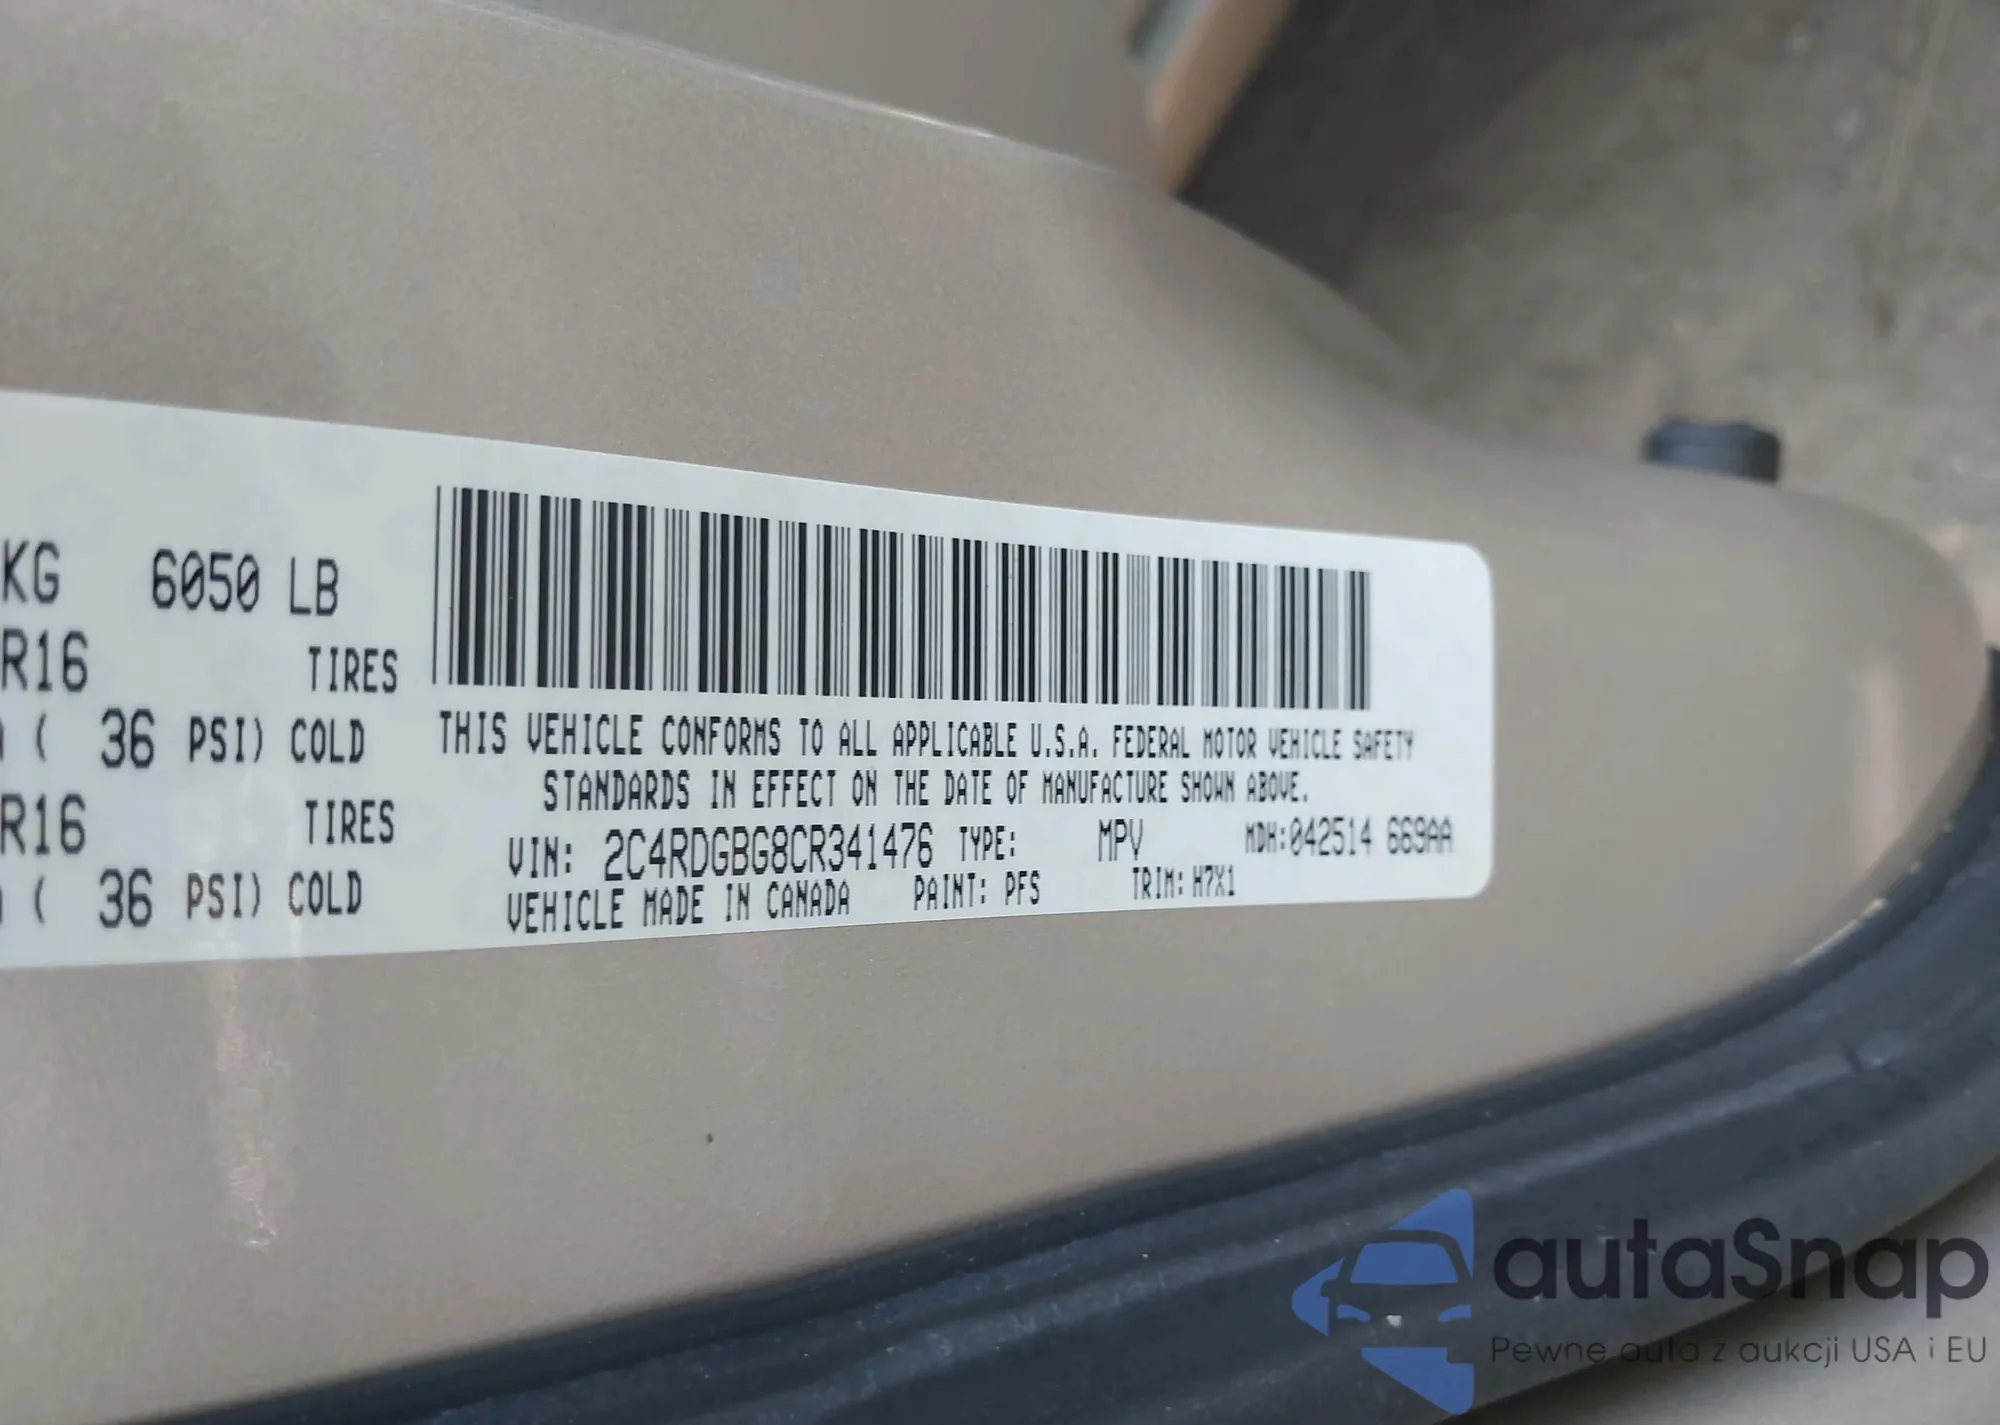 KG 6050 LB
R16 TIRES
( 36 PSI) COLD
R16 TIRES
( 36 PSI) COLD
THIS VEHICLE CONFORMS TO ALL APPLICABLE U.S.A. FEDERAL MOTOR VEHICLE SAFETY
STANDARDS IN EFFECT ON THE DATE OF MANUFACTURE SHOWN ABOVE.
VIN: 2C4RDGBG8CR341476 TYPE: MPV MDH:042514 669AA
VEHICLE MADE IN CANADA PAINT: PFS TRIM: H7X1
autaSnap
Pewne auta z aukcji USA i EU